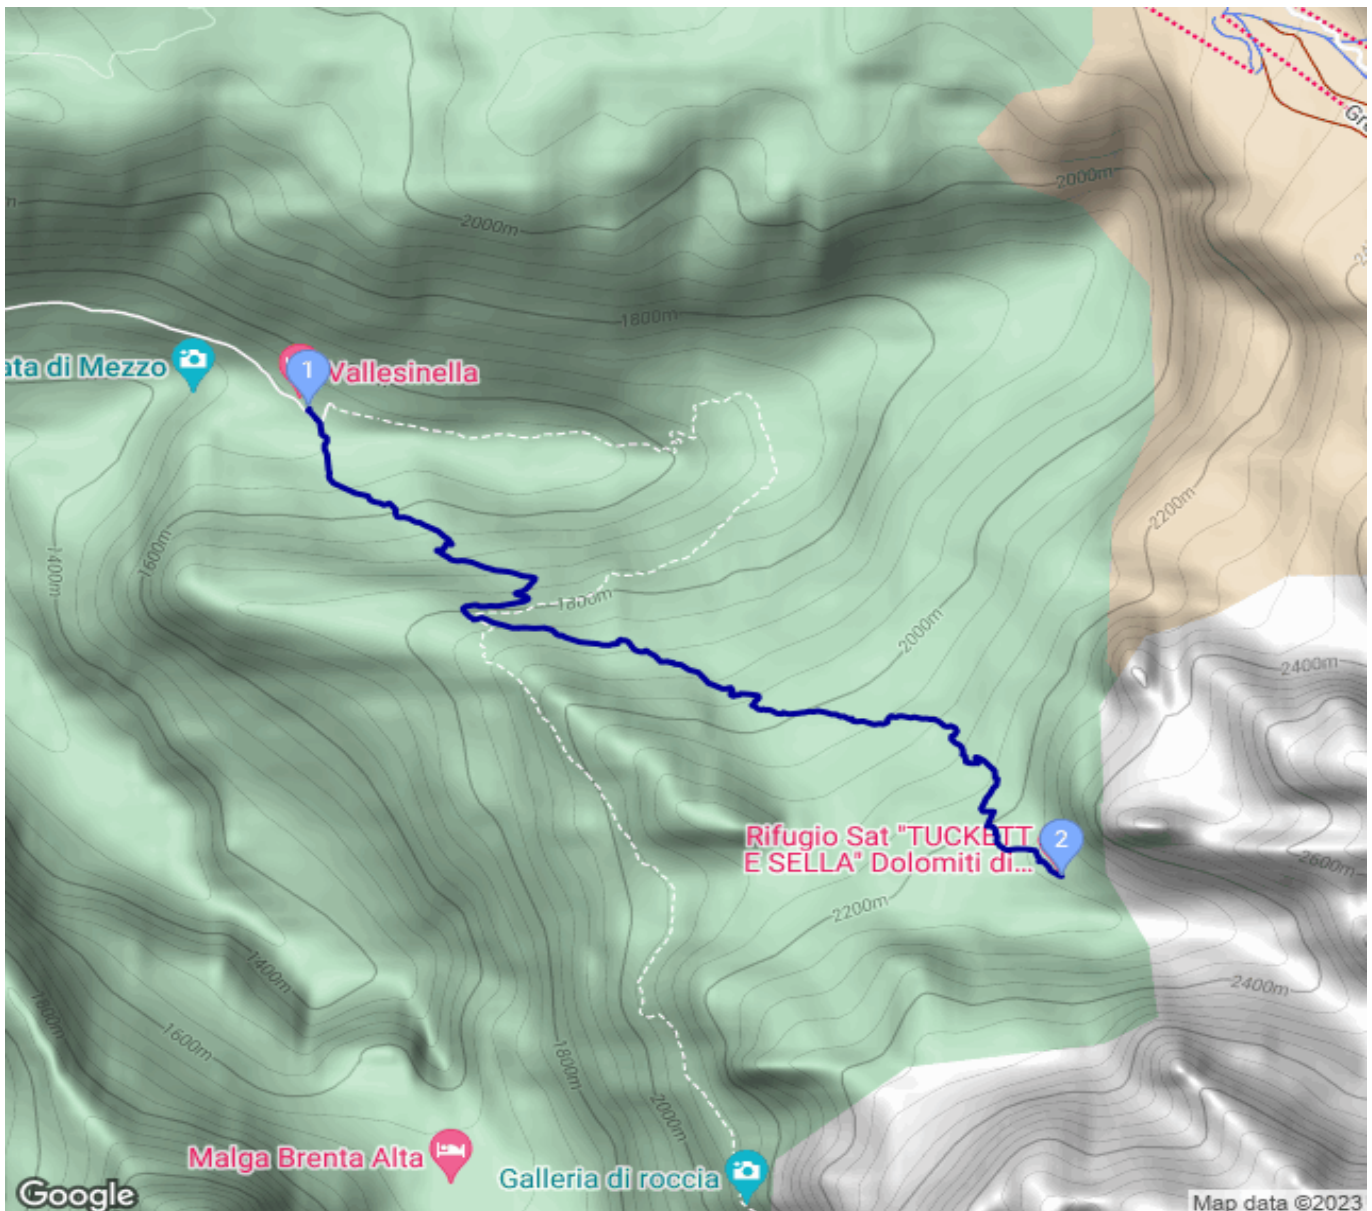 Gr
2000m
2000m
1800m
ata di Mezzo
1
Vallesinella
2200m
1400m
1600m
1800m
2000m
2400m
Rifugio Sat "TUCKETT
E SELLA" Dolomiti di...
2
2600m
2200m
1400m
2400m
1800m
1600m
1800m
2000m
Malga Brenta Alta
Galleria di roccia
Google
Map data ©2023